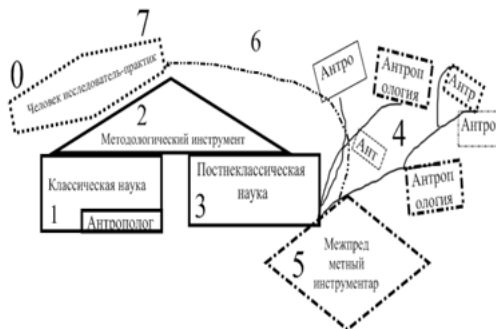 7
0
6
Человек исследователь-практик
2
Методологический инструмент
Антро
Антроп
ология
Антр
Антро
4
Ант
Классическая наука
1
Антрополог
Постнеклассическая
наука
3
Антроп
ология
5
Межпред
метный
инструментар